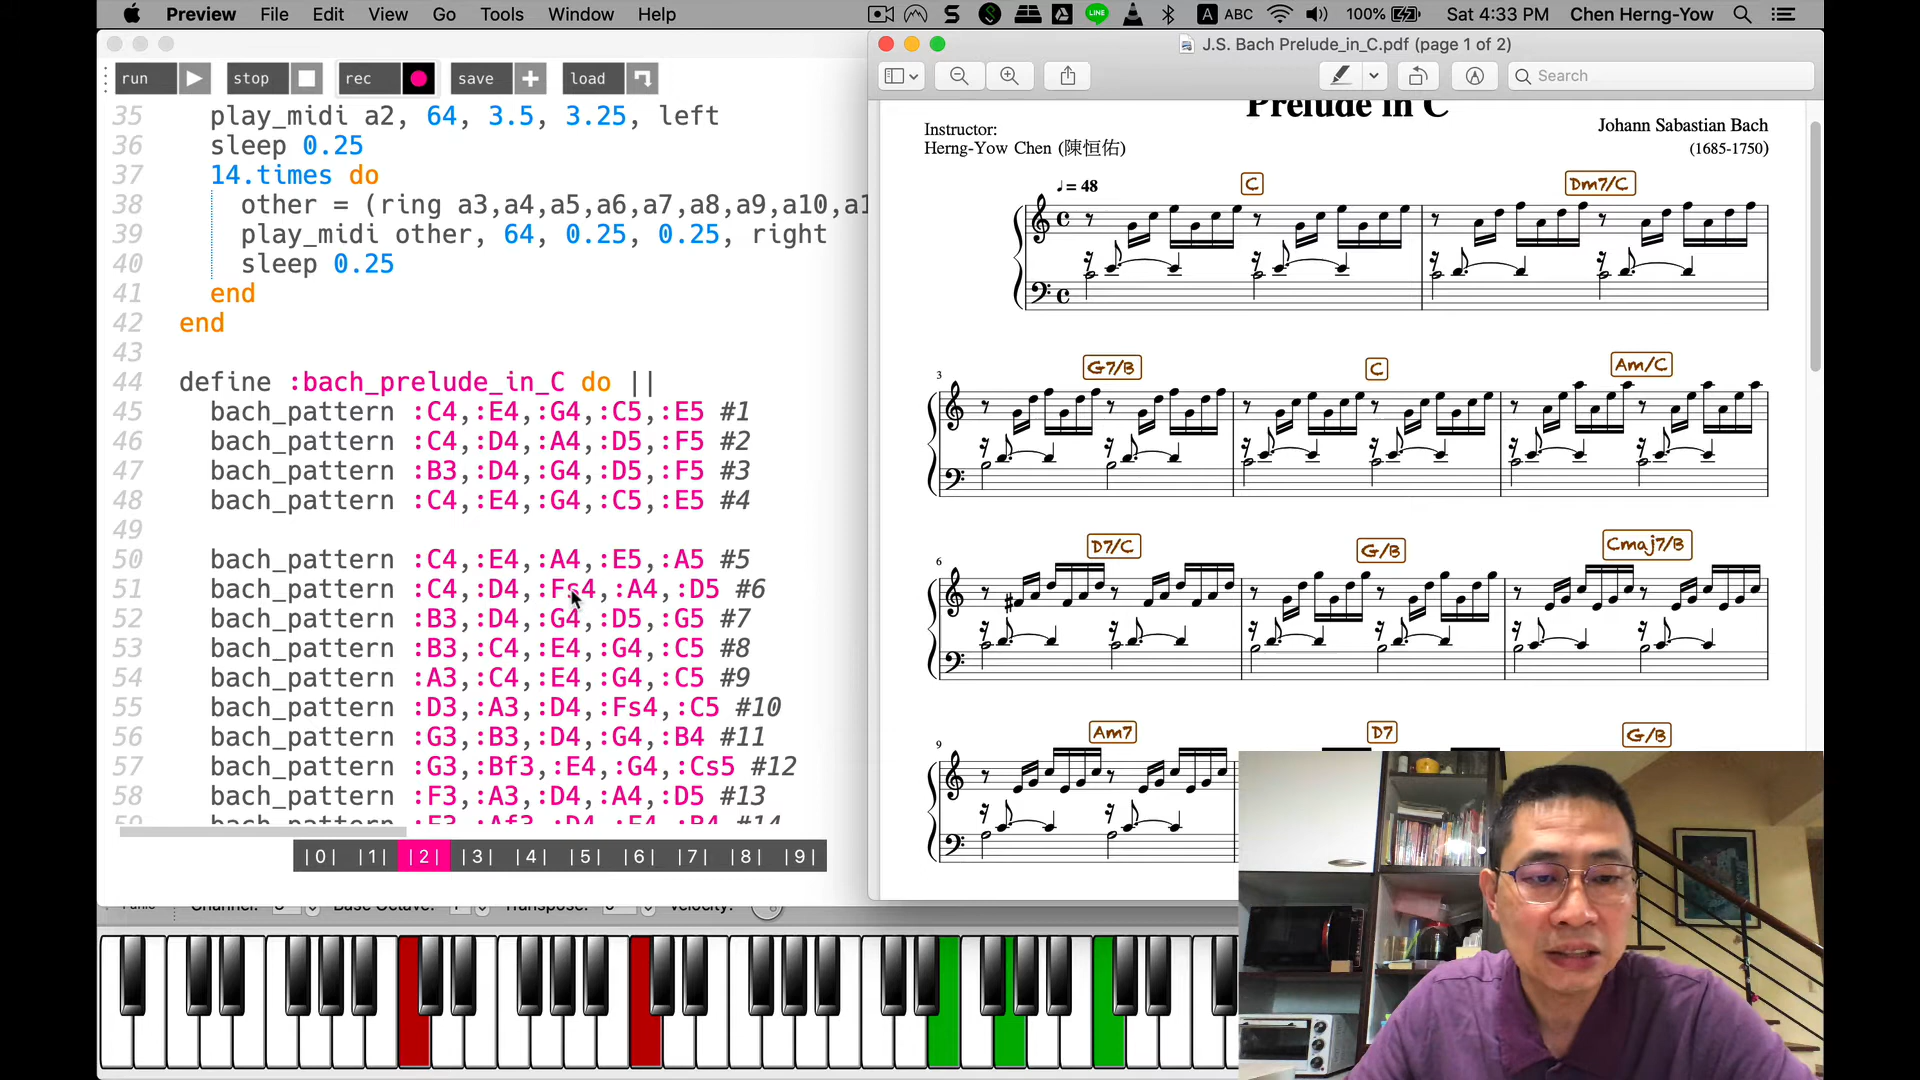 Preview File Edit View Go Tools Window Help A ABC 100% Sat 4:33 PM Chen Herng-Yow
run stop rec save load
35 play_midi a2, 64, 3.5, 3.25, left
36 sleep 0.25
37 14.times do
38 other = (ring a3,a4,a5,a6,a7,a8,a9,a10,a1
39 play_midi other, 64, 0.25, 0.25, right
40 sleep 0.25
41 end
42 end
43
44 define :bach_prelude_in_C do ||
45 bach_pattern :C4,:E4,:G4,:C5,:E5 #1
46 bach_pattern :C4,:D4,:A4,:D5,:F5 #2
47 bach_pattern :B3,:D4,:G4,:D5,:F5 #3
48 bach_pattern :C4,:E4,:G4,:C5,:E5 #4
49
50 bach_pattern :C4,:E4,:A4,:E5,:A5 #5
51 bach_pattern :C4,:D4,:Fs4,:A4,:D5 #6
52 bach_pattern :B3,:D4,:G4,:D5,:G5 #7
53 bach_pattern :B3,:C4,:E4,:G4,:C5 #8
54 bach_pattern :A3,:C4,:E4,:G4,:C5 #9
55 bach_pattern :D3,:A3,:D4,:Fs4,:C5 #10
56 bach_pattern :G3,:B3,:D4,:G4,:B4 #11
57 bach_pattern :G3,:Bf3,:E4,:G4,:Cs5 #12
58 bach_pattern :F3,:A3,:D4,:A4,:D5 #13
|0| |1| |2| |3| |4| |5| |6| |7| |8| |9|
Channel: Base Octave: Transpose: Velocity:
J.S. Bach Prelude_in_C.pdf (page 1 of 2)
Search
Prelude in C
Instructor:
Herng-Yow Chen (陳恒佑)
Johann Sabastian Bach
(1685-1750)
♩ = 48
C Dm7/C
3 G7/B C Am/C
6 D7/C G/B Cmaj7/B
9 Am7 D7 G/B